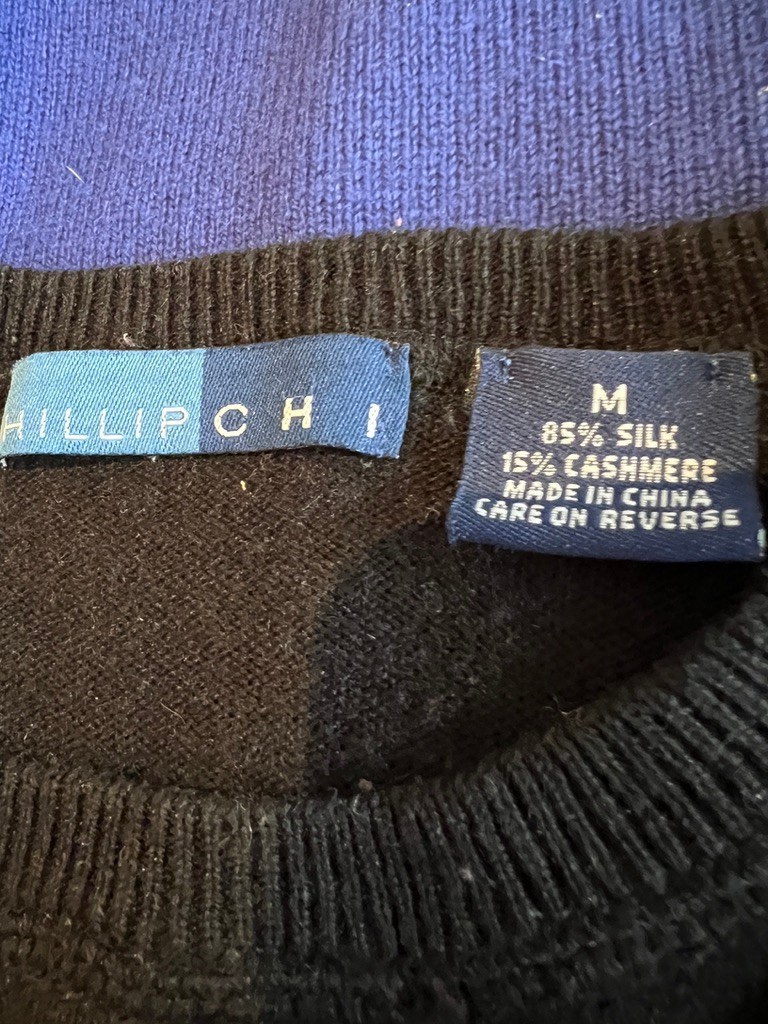 HILLIP CHI
M
85% SILK
15% CASHMERE
MADE IN CHINA
CARE ON REVERSE